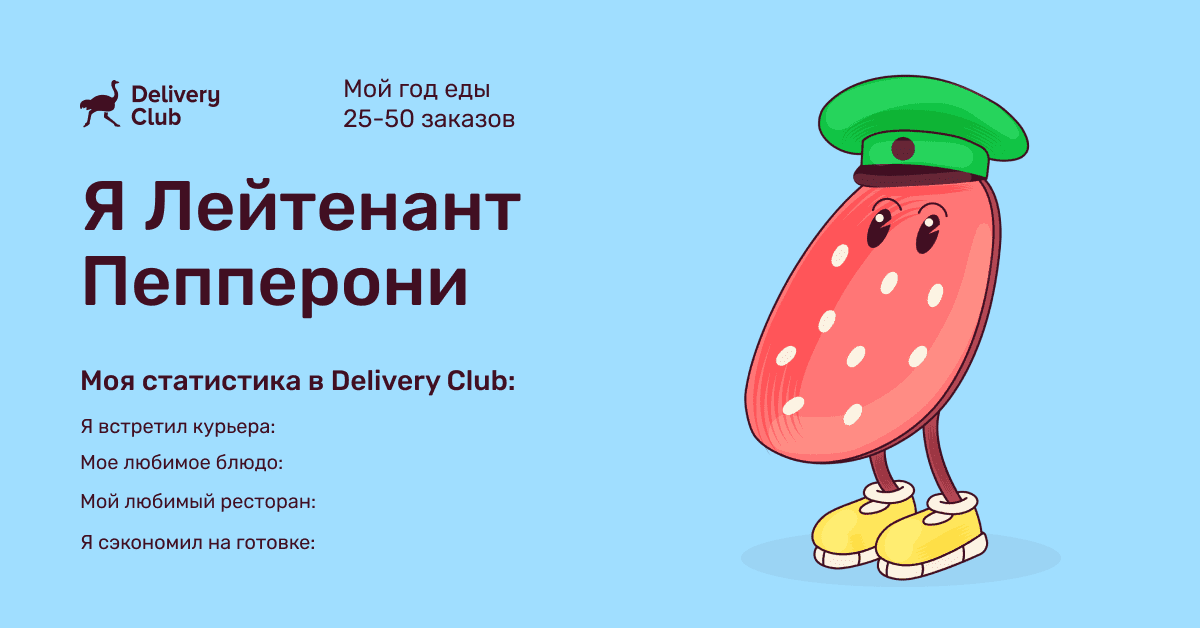 Delivery
Club
Мой год еды
25-50 заказов
Я Лейтенант
Пепперони
Моя статистика в Delivery Club:
Я встретил курьера:
Мое любимое блюдо:
Мой любимый ресторан:
Я сэкономил на готовке: